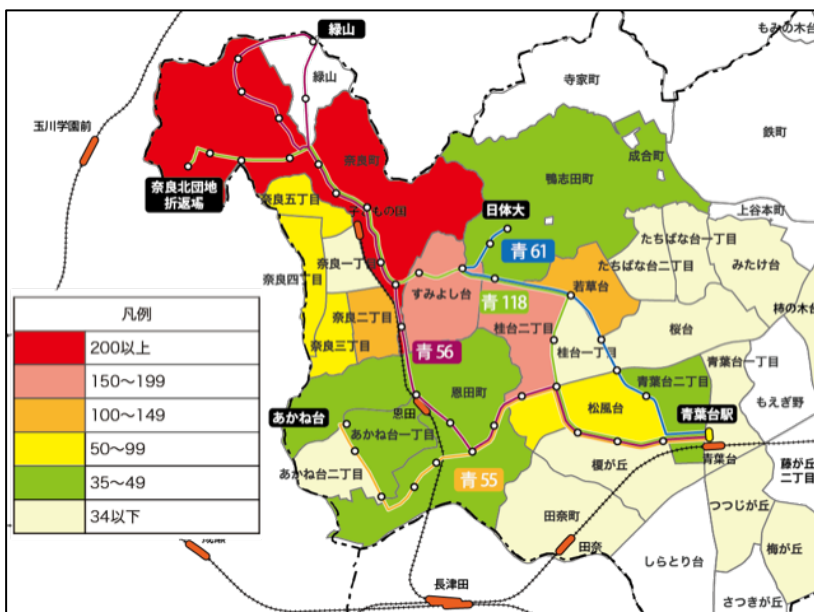 緑山
もみの木台
緑山
寺家町
玉川学園前
鉄町
奈良町
成合町
鴨志田町
奈良北団地
折返場
奈良五丁目
こどもの国
日体大
上谷本町
青61
たちばな台一丁目
奈良一丁目
たちばな台二丁目
みたけ台
奈良四丁目
すみよし台
若草台
青118
柿の木台
凡例
奈良二丁目
桂台二丁目
桜台
200以上
奈良三丁目
青56
桂台一丁目
青葉台一丁目
150~199
恩田町
青葉台二丁目
もえぎ野
100~149
あかね台
恩田
松風台
青葉台駅
50~99
あかね台一丁目
青葉台
藤が丘
二丁目
35~49
あかね台二丁目
青55
榎が丘
34以下
田奈町
つつじが丘
成瀬
田奈
しらとり台
梅が丘
長津田
さつきが丘